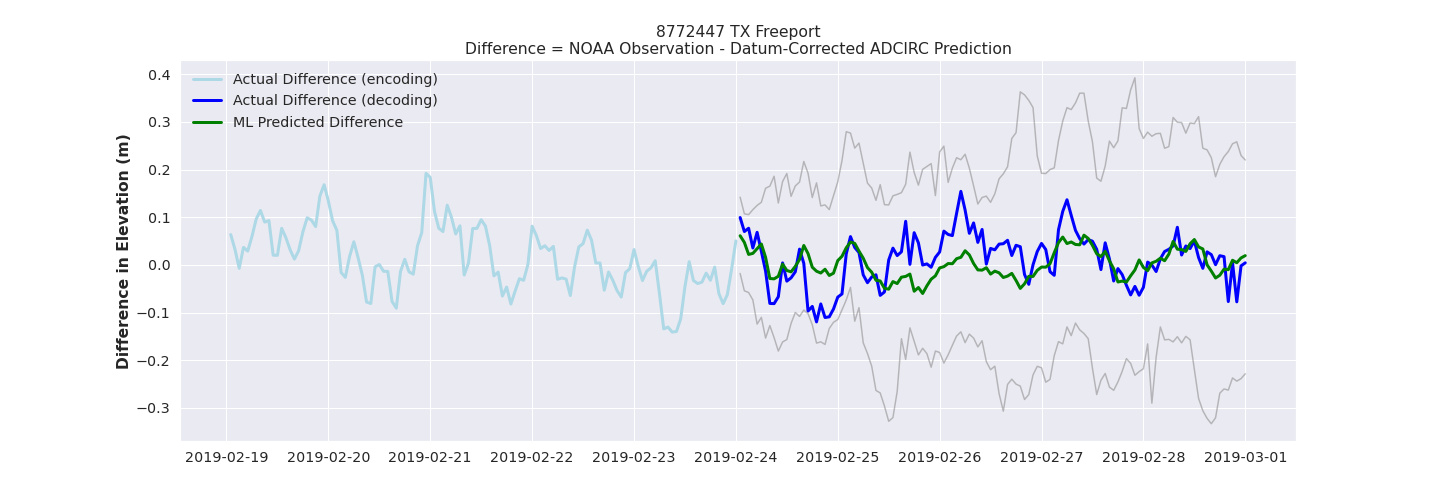 8772447 TX Freeport
Difference = NOAA Observation - Datum-Corrected ADCIRC Prediction
Actual Difference (encoding)
Actual Difference (decoding)
ML Predicted Difference
Difference in Elevation (m)
0.4
0.3
0.2
0.1
0.0
−0.1
−0.2
−0.3
2019-02-19 2019-02-20 2019-02-21 2019-02-22 2019-02-23 2019-02-24 2019-02-25 2019-02-26 2019-02-27 2019-02-28 2019-03-01